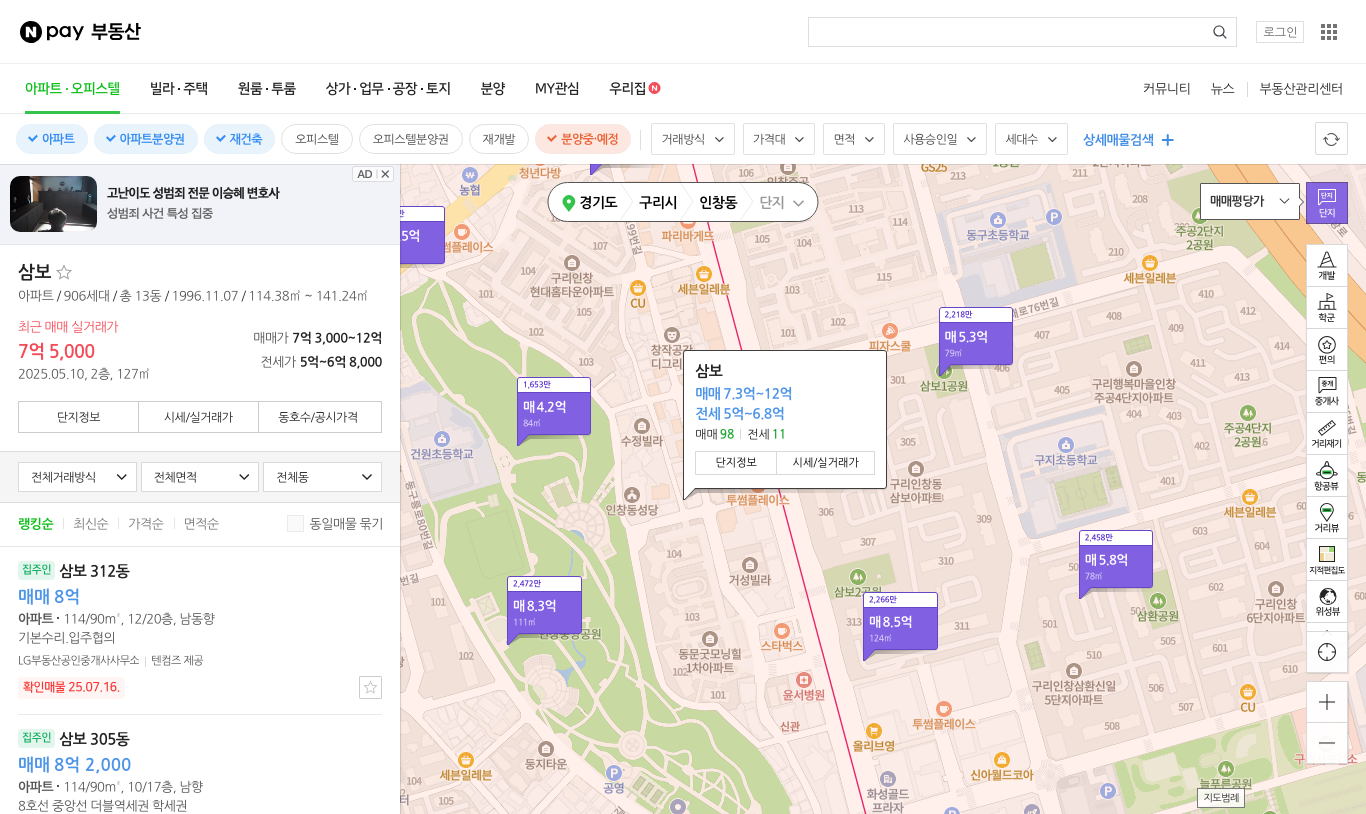 N pay 부동산
로그인
아파트·오피스텔
빌라·주택
원룸·투룸
상가·업무·공장·토지
분양
MY관심
우리집 N
커뮤니티
뉴스
부동산관리센터
아파트
아파트분양권
재건축
오피스텔
오피스텔분양권
재개발
분양중·예정
거래방식
가격대
면적
사용승인일
세대수
상세매물검색
AD
고난이도 성범죄 전문 이승혜 변호사
성범죄 사건 특성 집중
삼보
아파트 / 906세대 / 총 13동 / 1996.11.07 / 114.38㎡ ~ 141.24㎡
최근 매매 실거래가
7억 5,000
2025.05.10, 2층, 127㎡
매매가 7억 3,000~12억
전세가 5억~6억 8,000
단지정보
시세/실거래가
동호수/공시가격
전체거래방식
전체면적
전체동
랭킹순
최신순
가격순
면적순
동일매물 묶기
집주인 삼보 312동
매매 8억
아파트 · 114/90m², 12/20층, 남동향
기본수리.입주협의
LG부동산공인중개사사무소 | 텐컴즈 제공
확인매물 25.07.16.
집주인 삼보 305동
매매 8억 2,000
아파트 · 114/90m², 10/17층, 남향
8호선 중앙선 더블역세권 학세권
경기도
구리시
인창동
단지
매매평당가
단지
단지
개발
학군
편의
중개
중개사
거리재기
항공뷰
거리뷰
지적편집도
위성뷰
지도범례
삼보
매매 7.3억~12억
전세 5억~6.8억
매매 98 | 전세 11
단지정보
시세/실거래가
5억
1,653만
매4.2억
84㎡
2,218만
매5.3억
79㎡
2,472만
매8.3억
111㎡
2,266만
매8.5억
124㎡
2,458만
매5.8억
78㎡
농협
청년다방
썸플레이스
파리바게뜨
GS25
동구초등학교
주공2단지
2공원
세븐일레븐
구리인창
현대홈타운아파트
CU
세븐일레븐
피자스쿨
삼보1공원
구리행복마을인창
주공4단지아파트
주공4단지
2공원
수정빌라
건원초등학교
구지초등학교
구리인창동
삼보아파트
세븐일레븐
인창동성당
투썸플레이스
거성빌라
삼환공원
구리인창
6단지아파트
스타벅스
동문굿모닝힐
1차아파트
윤서병원
신관
구리인창삼환신일
5단지아파트
투썸플레이스
CU
올리브영
신아월드코아
둥지타운
세븐일레븐
공영
화성골드
프라자
늘푸른공원